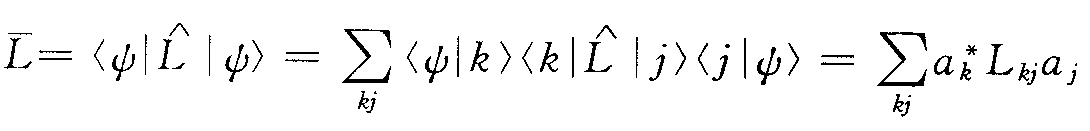 L̄ = ⟨ψ|L̂|ψ⟩ = ∑_{kj} ⟨ψ|k⟩⟨k|L̂|j⟩⟨j|ψ⟩ = ∑_{kj} a_k^* L_{kj} a_j